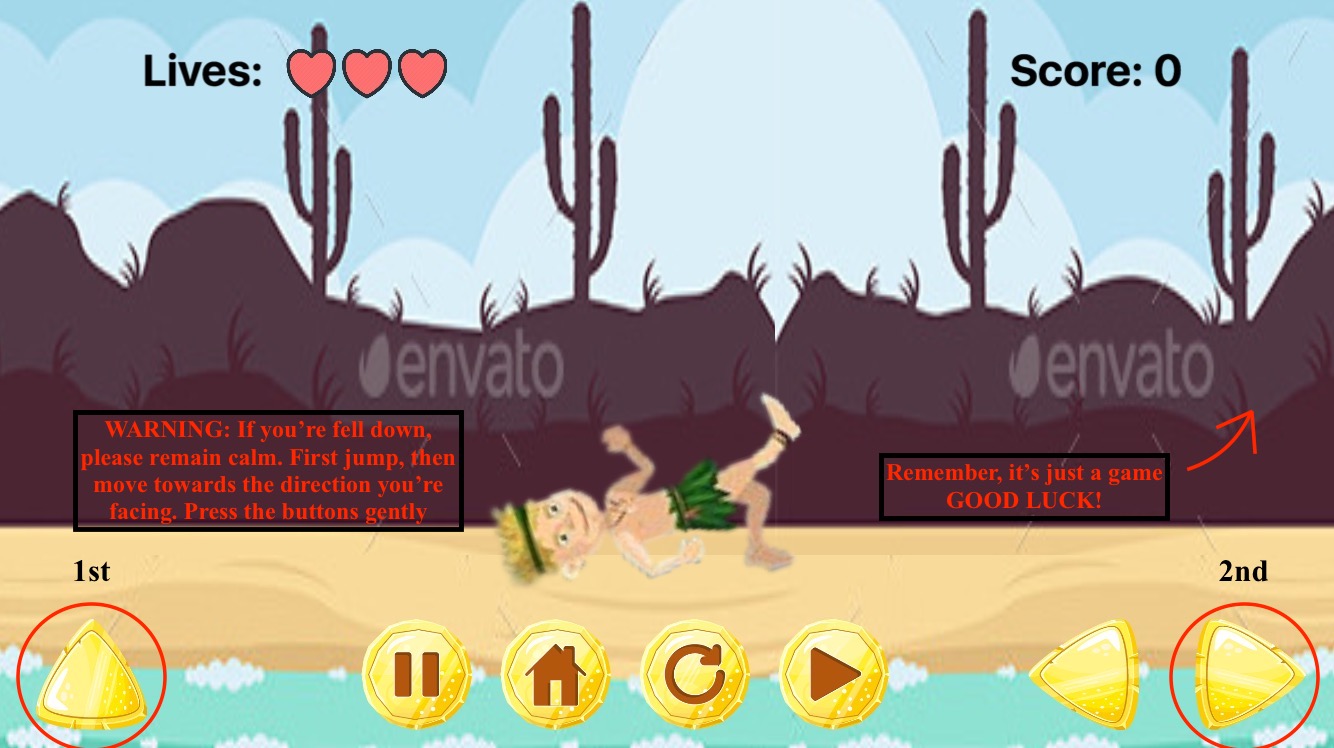 Lives:
Score: 0
envato
envato
WARNING: If you’re fell down,
please remain calm. First jump, then
move towards the direction you’re
facing. Press the buttons gently
Remember, it’s just a game
GOOD LUCK!
1st
2nd